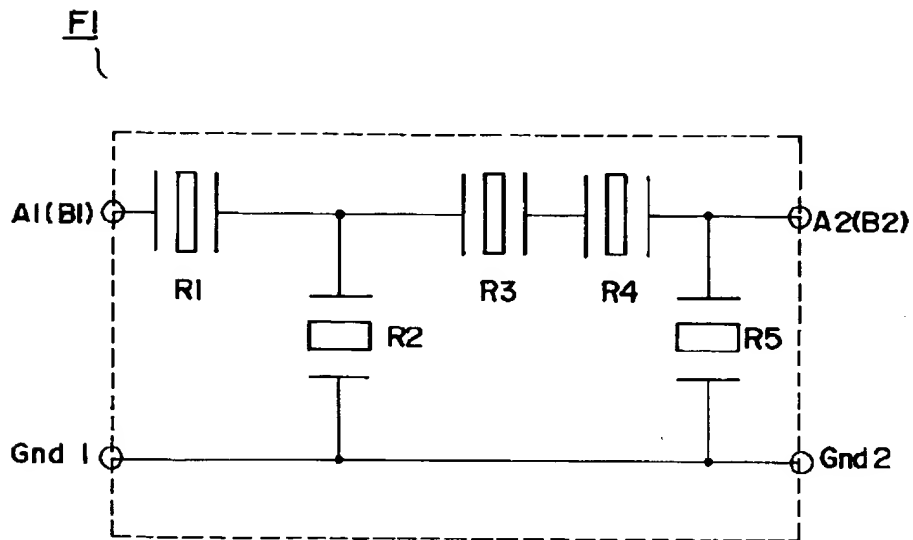 F1
A1(B1)
A2(B2)
R1
R3
R4
R2
R5
Gnd 1
Gnd 2